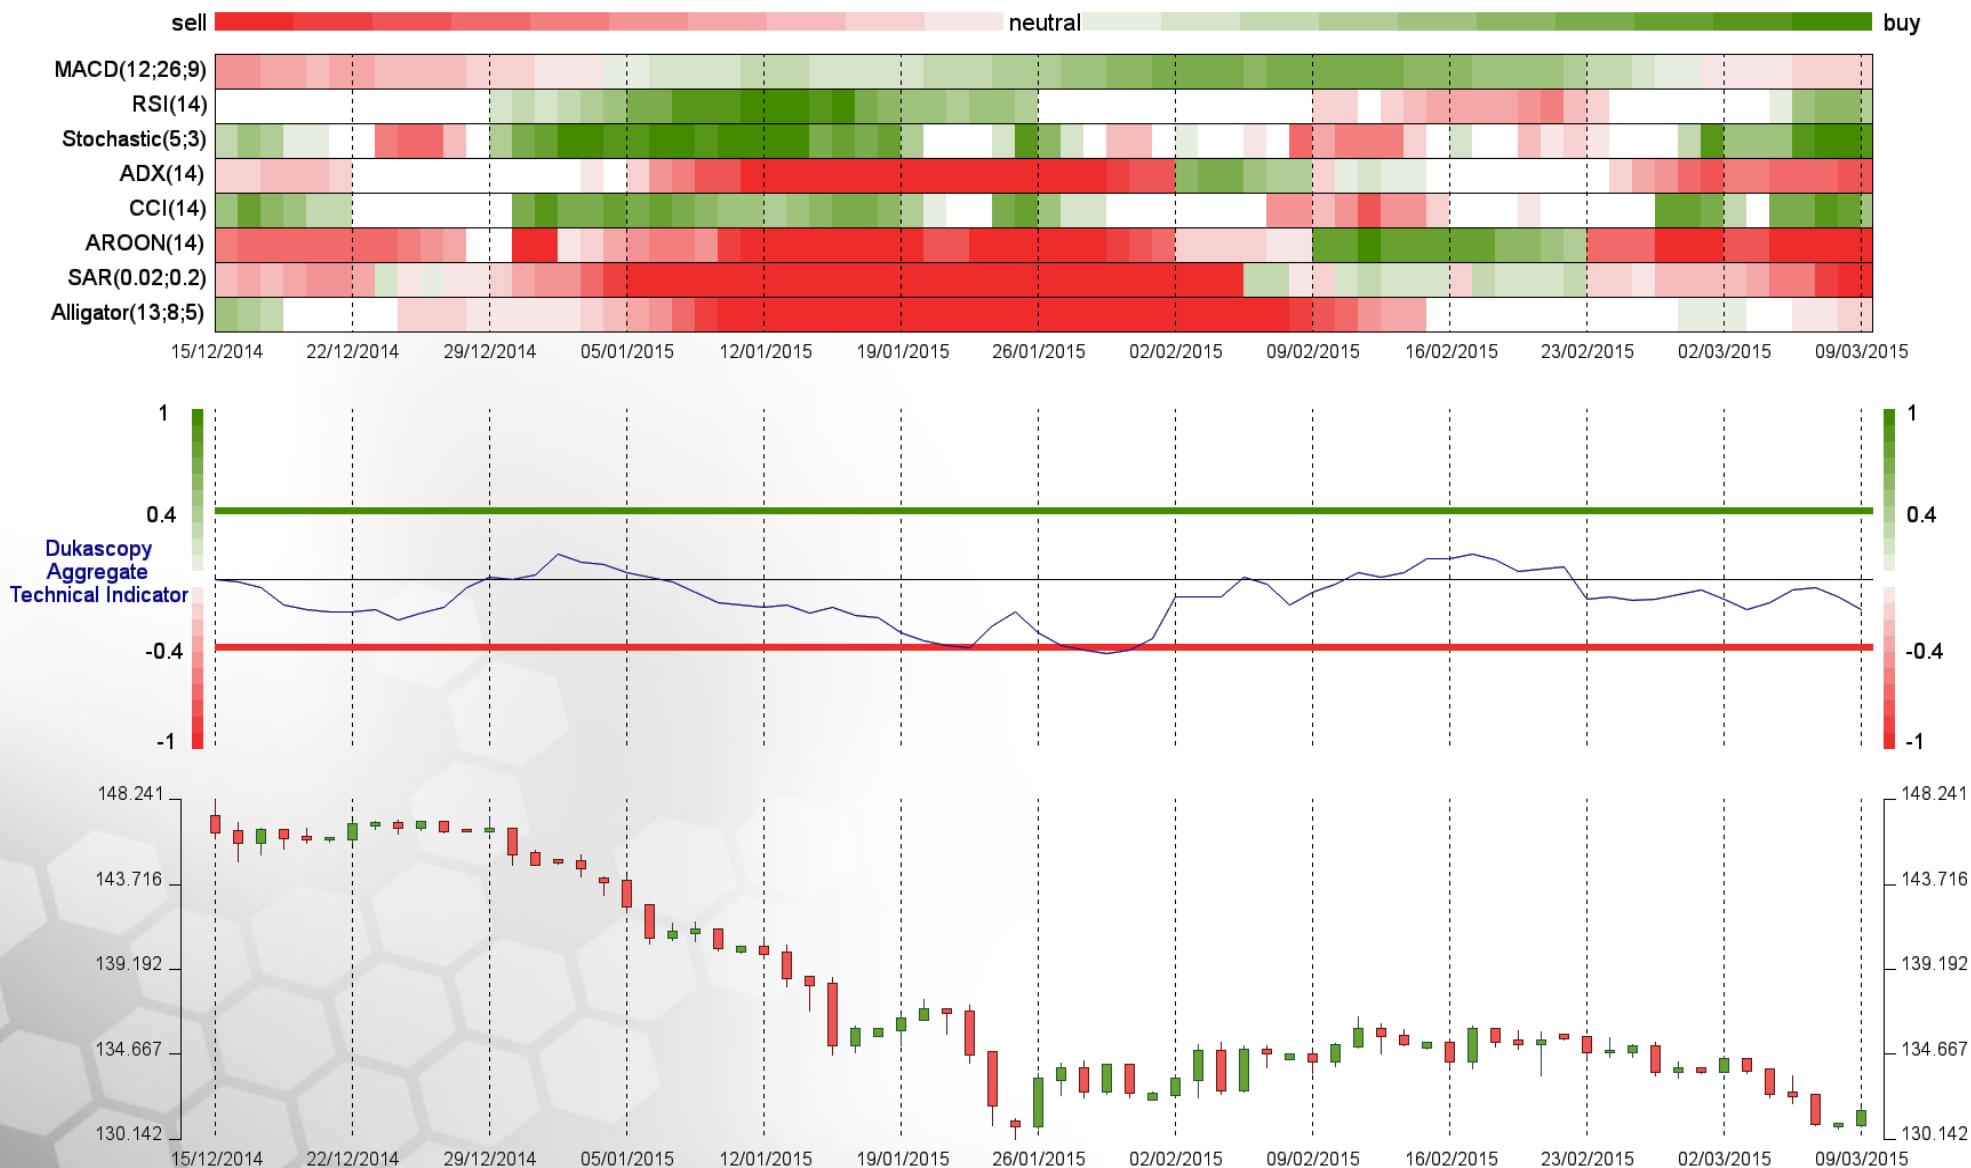 sell neutral buy
MACD(12;26;9)
RSI(14)
Stochastic(5;3)
ADX(14)
CCI(14)
AROON(14)
SAR(0.02;0.2)
Alligator(13;8;5)
15/12/2014 22/12/2014 29/12/2014 05/01/2015 12/01/2015 19/01/2015 26/01/2015 02/02/2015 09/02/2015 16/02/2015 23/02/2015 02/03/2015 09/03/2015
1 1
0.4 0.4
Dukascopy
Aggregate
Technical Indicator
-0.4 -0.4
-1 -1
148.241 148.241
143.716 143.716
139.192 139.192
134.667 134.667
130.142 130.142
15/12/2014 22/12/2014 29/12/2014 05/01/2015 12/01/2015 19/01/2015 26/01/2015 02/02/2015 09/02/2015 16/02/2015 23/02/2015 02/03/2015 09/03/2015